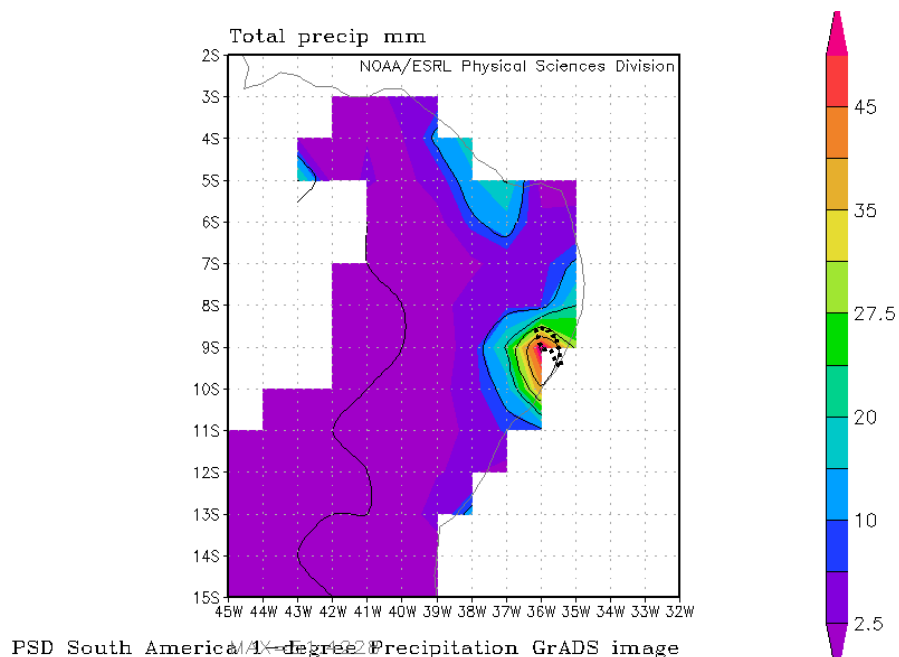 Total precip mm
NOAA/ESRL Physical Sciences Division
2S
3S
4S
5S
6S
7S
8S
9S
10S
11S
12S
13S
14S
15S
45W 44W 43W 42W 41W 40W 39W 38W 37W 36W 35W 34W 33W 32W
45
35
27.5
20
10
2.5
PSD South America 1-degree Precipitation GrADS image